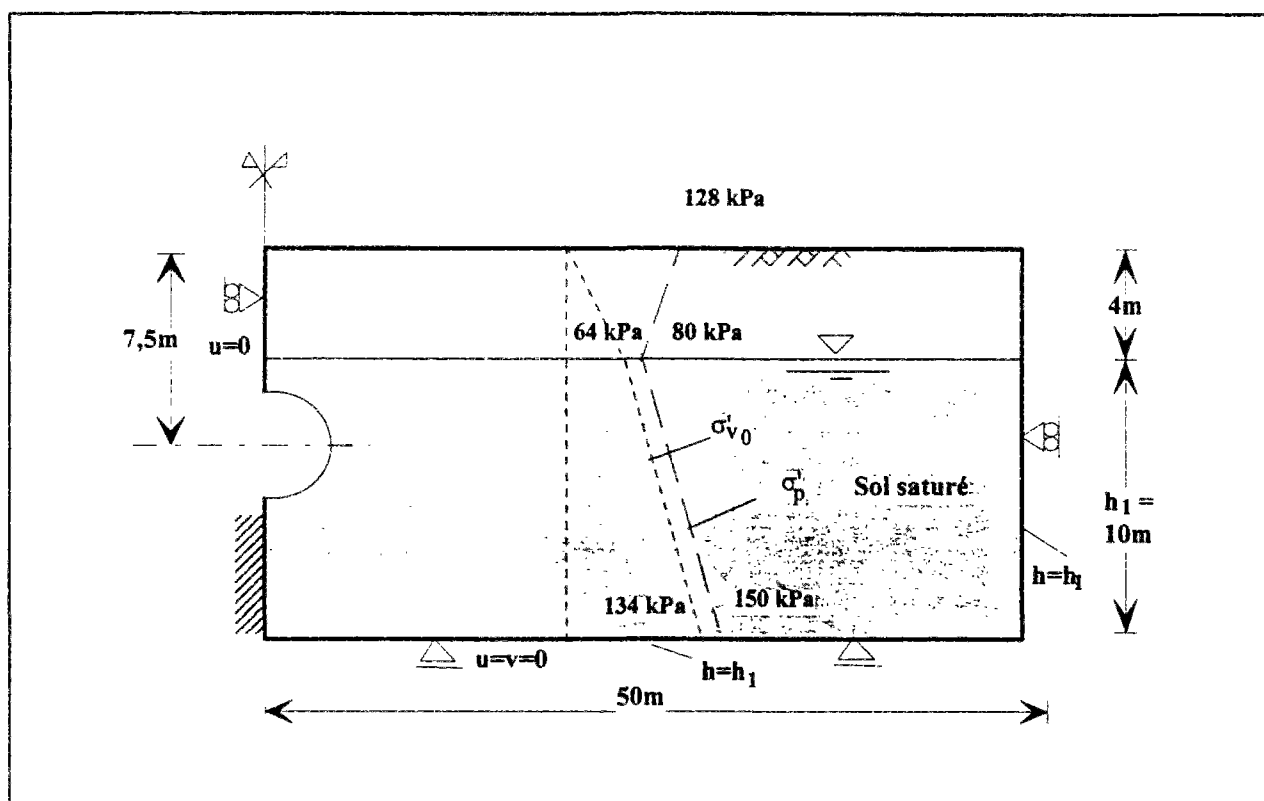 128 kPa
7,5m
4m
64 kPa
80 kPa
u=0
σ'v0
σ'p
Sol saturé
h1 =
10m
h=h1
134 kPa
150 kPa
u=v=0
h=h1
50m